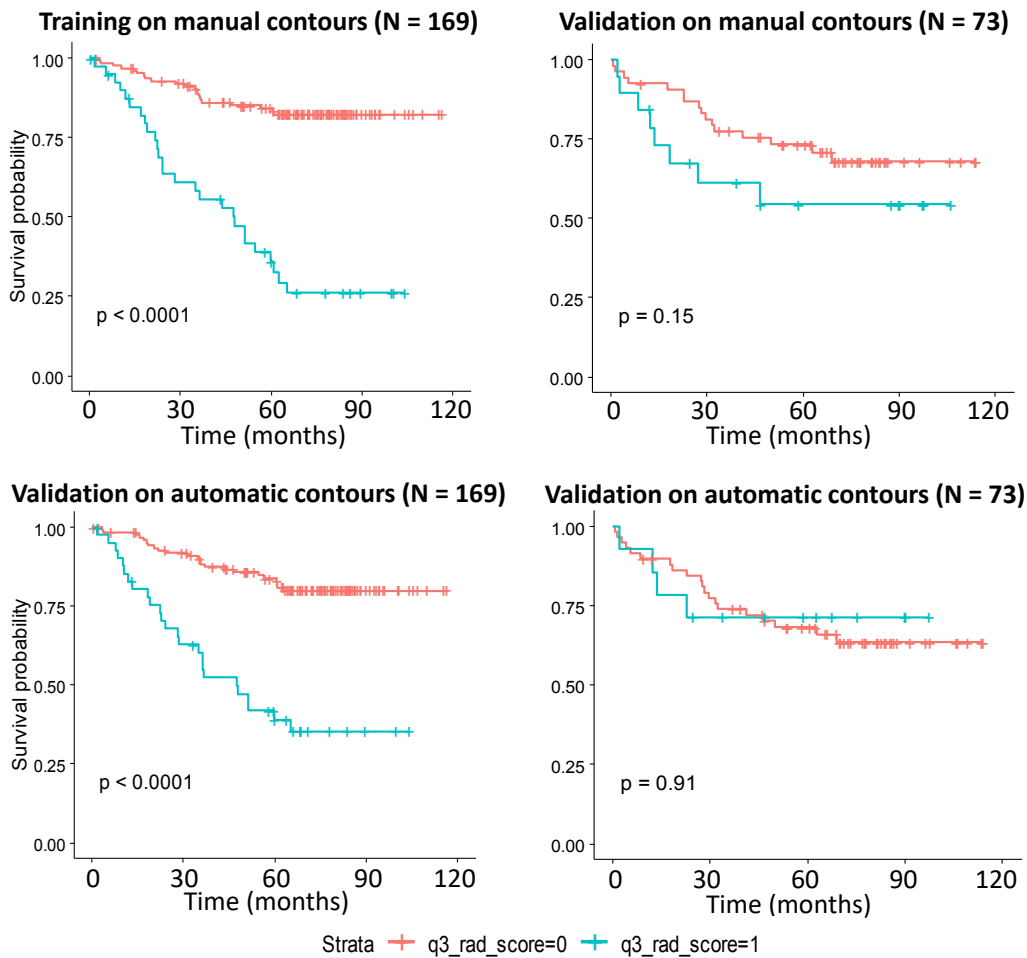 Training on manual contours (N = 169)
Survival probability
1.00
0.75
0.50
0.25
0.00
p < 0.0001
0 30 60 90 120
Time (months)
Validation on manual contours (N = 73)
1.00
0.75
0.50
0.25
0.00
p = 0.15
0 30 60 90 120
Time (months)
Validation on automatic contours (N = 169)
Survival probability
1.00
0.75
0.50
0.25
0.00
p < 0.0001
0 30 60 90 120
Time (months)
Validation on automatic contours (N = 73)
1.00
0.75
0.50
0.25
0.00
p = 0.91
0 30 60 90 120
Time (months)
Strata q3_rad_score=0 q3_rad_score=1